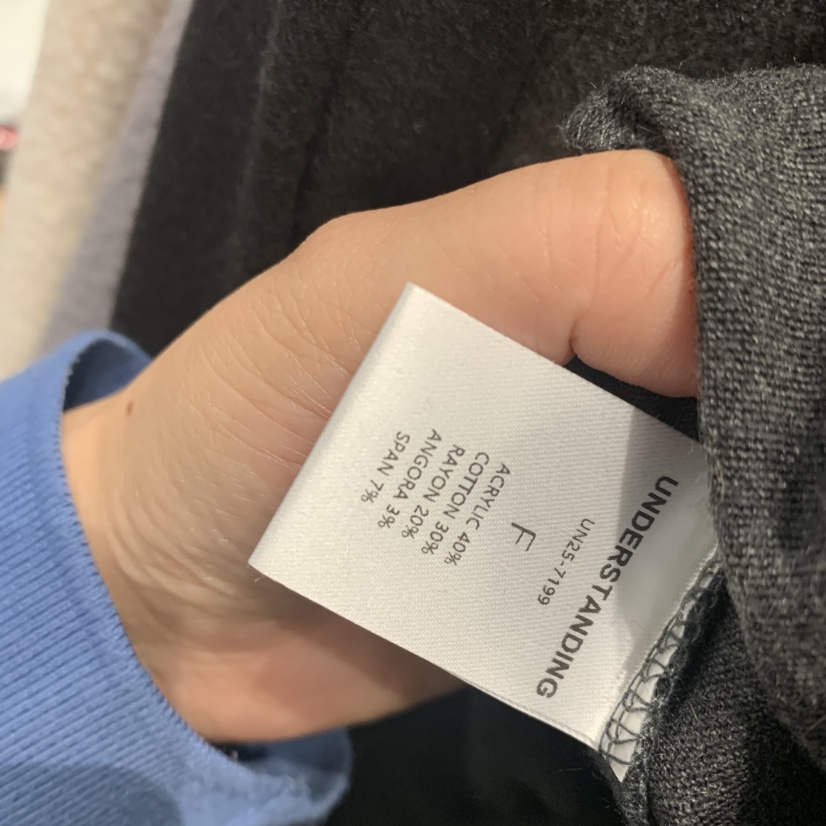 UNDERSTANDING
UN25-7199
F
ACRYLIC 40%
COTTON 30%
RAYON 20%
ANGORA 3%
SPAN 7%